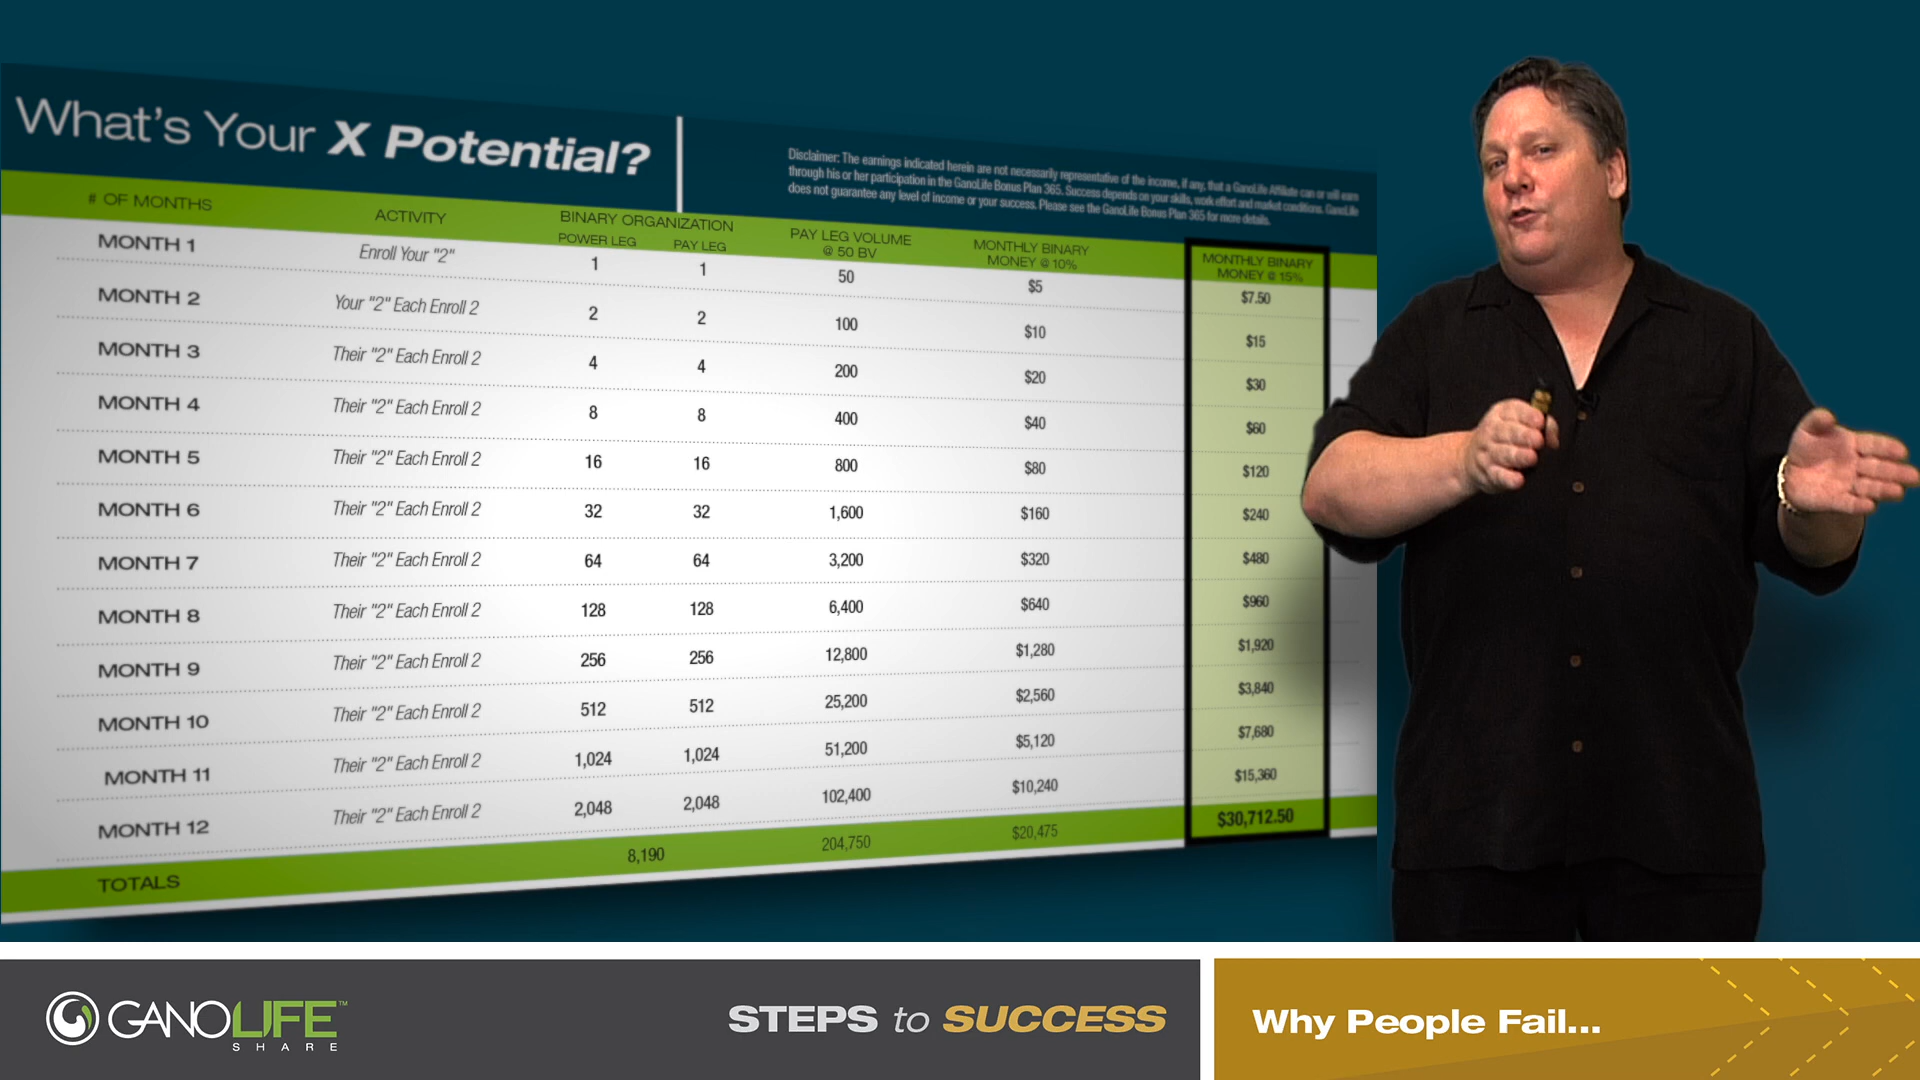 What's Your X Potential?
Disclaimer: The earnings indicated herein are not necessarily representative of the income, if any, that a GanoLife Affiliate can or will earn
through his or her participation in the GanoLife Bonus Plan 365. Success depends on your skills, work effort and market conditions. GanoLife
does not guarantee any level of income or your success. Please see the GanoLife Bonus Plan 365 for more details.
# OF MONTHS ACTIVITY BINARY ORGANIZATION PAY LEG VOLUME MONTHLY BINARY MONTHLY BINARY
POWER LEG PAY LEG @ 50 BV MONEY @ 10% MONEY @ 15%
MONTH 1 Enroll Your "2" 1 1 50 $5 $7.50
MONTH 2 Your "2" Each Enroll 2 2 2 100 $10 $15
MONTH 3 Their "2" Each Enroll 2 4 4 200 $20 $30
MONTH 4 Their "2" Each Enroll 2 8 8 400 $40 $60
MONTH 5 Their "2" Each Enroll 2 16 16 800 $80 $120
MONTH 6 Their "2" Each Enroll 2 32 32 1,600 $160 $240
MONTH 7 Their "2" Each Enroll 2 64 64 3,200 $320 $480
MONTH 8 Their "2" Each Enroll 2 128 128 6,400 $640 $960
MONTH 9 Their "2" Each Enroll 2 256 256 12,800 $1,280 $1,920
MONTH 10 Their "2" Each Enroll 2 512 512 25,200 $2,560 $3,840
MONTH 11 Their "2" Each Enroll 2 1,024 1,024 51,200 $5,120 $7,680
MONTH 12 Their "2" Each Enroll 2 2,048 2,048 102,400 $10,240 $15,360
TOTALS 8,190 204,750 $20,475 $30,712.50
GANOLIFE™
SHARE
STEPS to SUCCESS
Why People Fail...